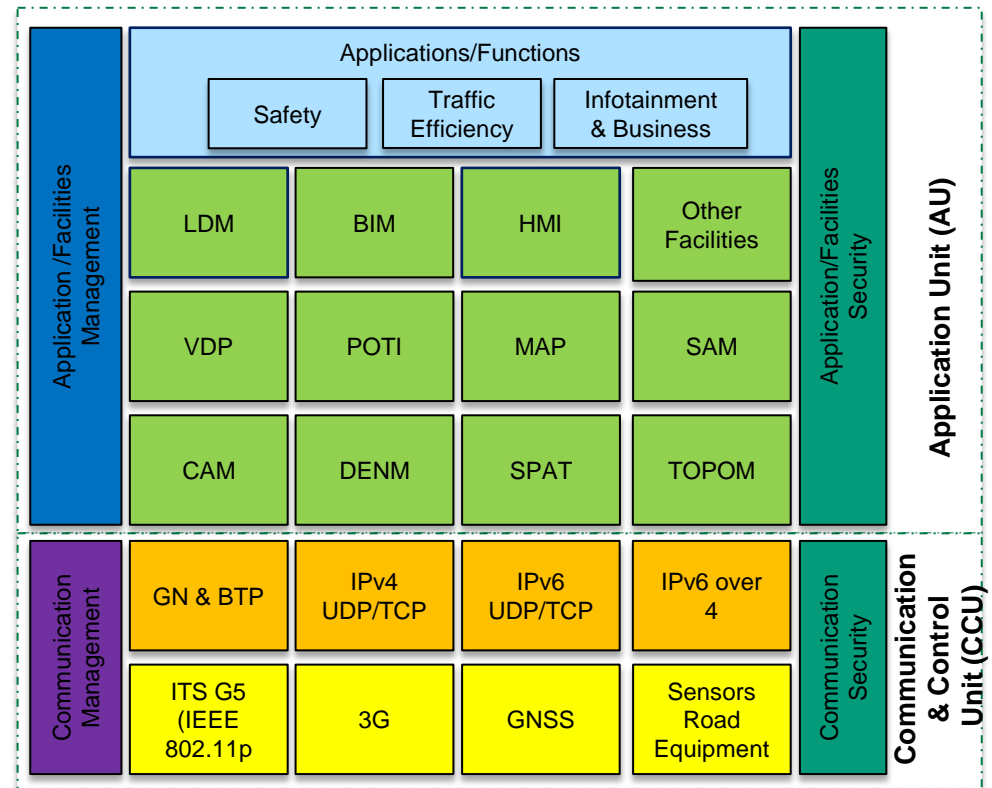 Applications/Functions
Safety
Traffic
Efficiency
Infotainment
& Business
Application /Facilities
Management
LDM
BIM
HMI
Other
Facilities
VDP
POTI
MAP
SAM
CAM
DENM
SPAT
TOPOM
Application/Facilities
Security
Application Unit (AU)
Communication
Management
GN & BTP
IPv4
UDP/TCP
IPv6
UDP/TCP
IPv6 over
4
ITS G5
(IEEE
802.11p
3G
GNSS
Sensors
Road
Equipment
Communication
Security
Communication
& Control
Unit (CCU)